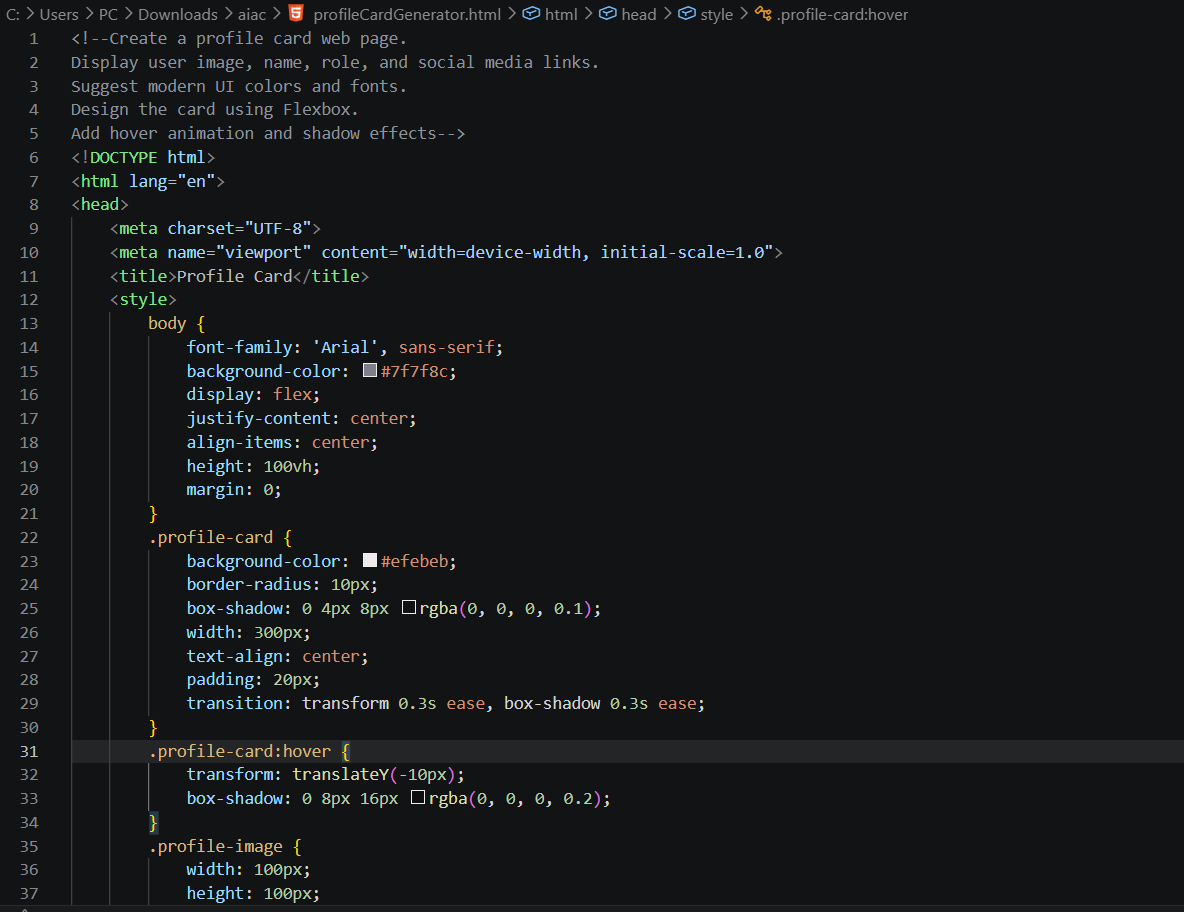 C: > Users > PC > Downloads > aiac > profileCardGenerator.html > html > head > style > .profile-card:hover
1 <!--Create a profile card web page.
2 Display user image, name, role, and social media links.
3 Suggest modern UI colors and fonts.
4 Design the card using Flexbox.
5 Add hover animation and shadow effects-->
6 <!DOCTYPE html>
7 <html lang="en">
8 <head>
9     <meta charset="UTF-8">
10     <meta name="viewport" content="width=device-width, initial-scale=1.0">
11     <title>Profile Card</title>
12     <style>
13         body {
14             font-family: 'Arial', sans-serif;
15             background-color: #7f7f8c;
16             display: flex;
17             justify-content: center;
18             align-items: center;
19             height: 100vh;
20             margin: 0;
21         }
22         .profile-card {
23             background-color: #efebeb;
24             border-radius: 10px;
25             box-shadow: 0 4px 8px rgba(0, 0, 0, 0.1);
26             width: 300px;
27             text-align: center;
28             padding: 20px;
29             transition: transform 0.3s ease, box-shadow 0.3s ease;
30         }
31         .profile-card:hover {
32             transform: translateY(-10px);
33             box-shadow: 0 8px 16px rgba(0, 0, 0, 0.2);
34         }
35         .profile-image {
36             width: 100px;
37             height: 100px;